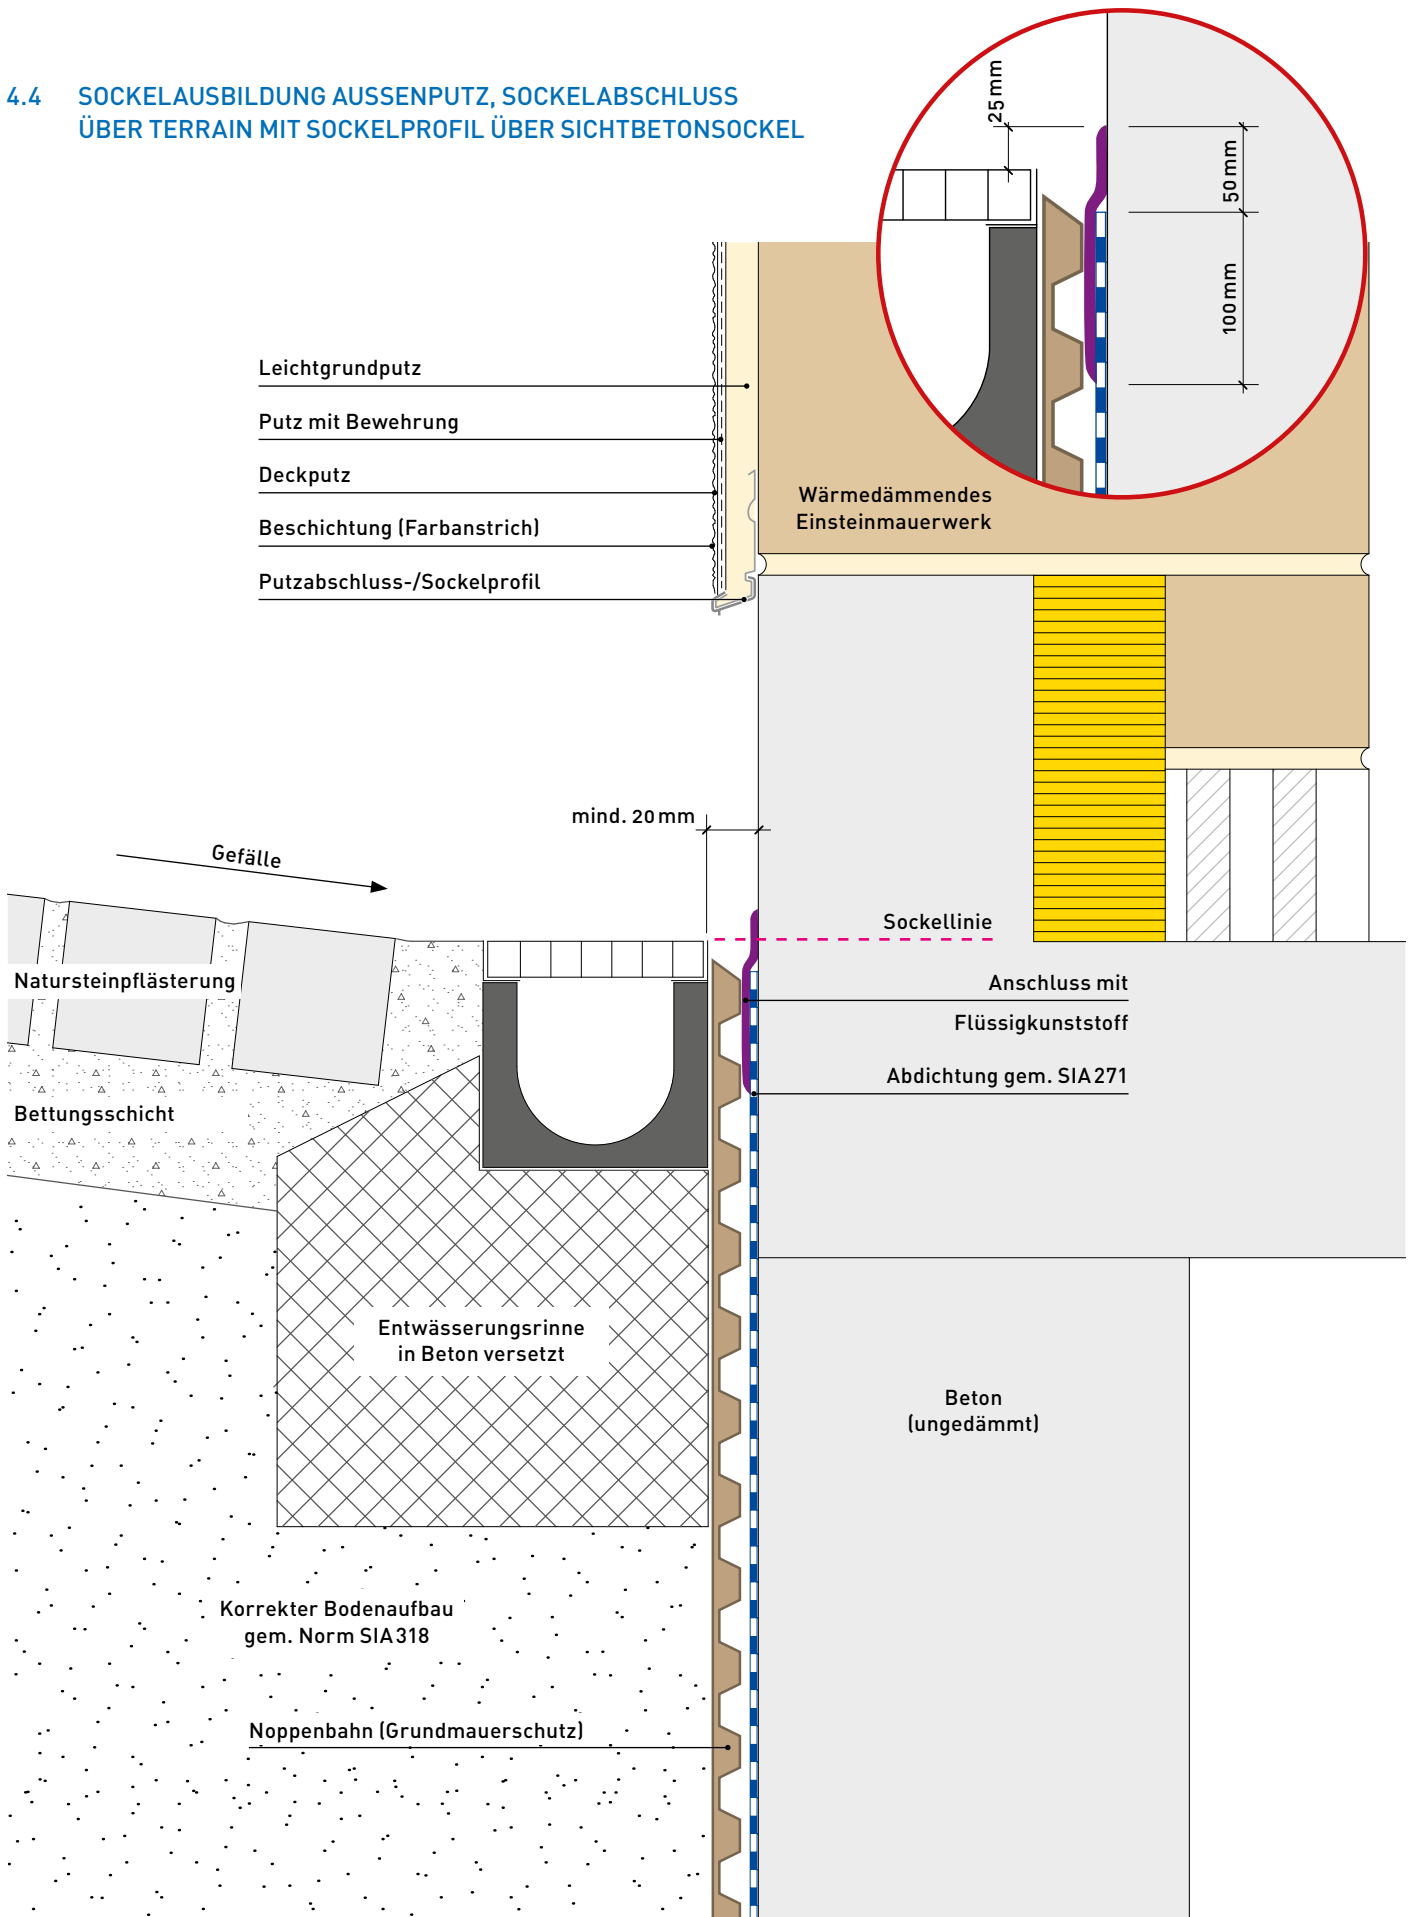 4.4 SOCKELAUSBILDUNG AUSSENPUTZ, SOCKELABSCHLUSS
ÜBER TERRAIN MIT SOCKELPROFIL ÜBER SICHTBETONSOCKEL
25 mm
50 mm
100 mm
Leichtgrundputz
Putz mit Bewehrung
Deckputz
Beschichtung (Farbanstrich)
Putzabschluss-/Sockelprofil
Wärmedämmendes
Einsteinmauerwerk
mind. 20 mm
Gefälle
Sockellinie
Natursteinpflästerung
Anschluss mit
Flüssigkunststoff
Abdichtung gem. SIA 271
Bettungsschicht
Entwässerungsrinne
in Beton versetzt
Beton
(ungedämmt)
Korrekter Bodenaufbau
gem. Norm SIA 318
Noppenbahn (Grundmauerschutz)